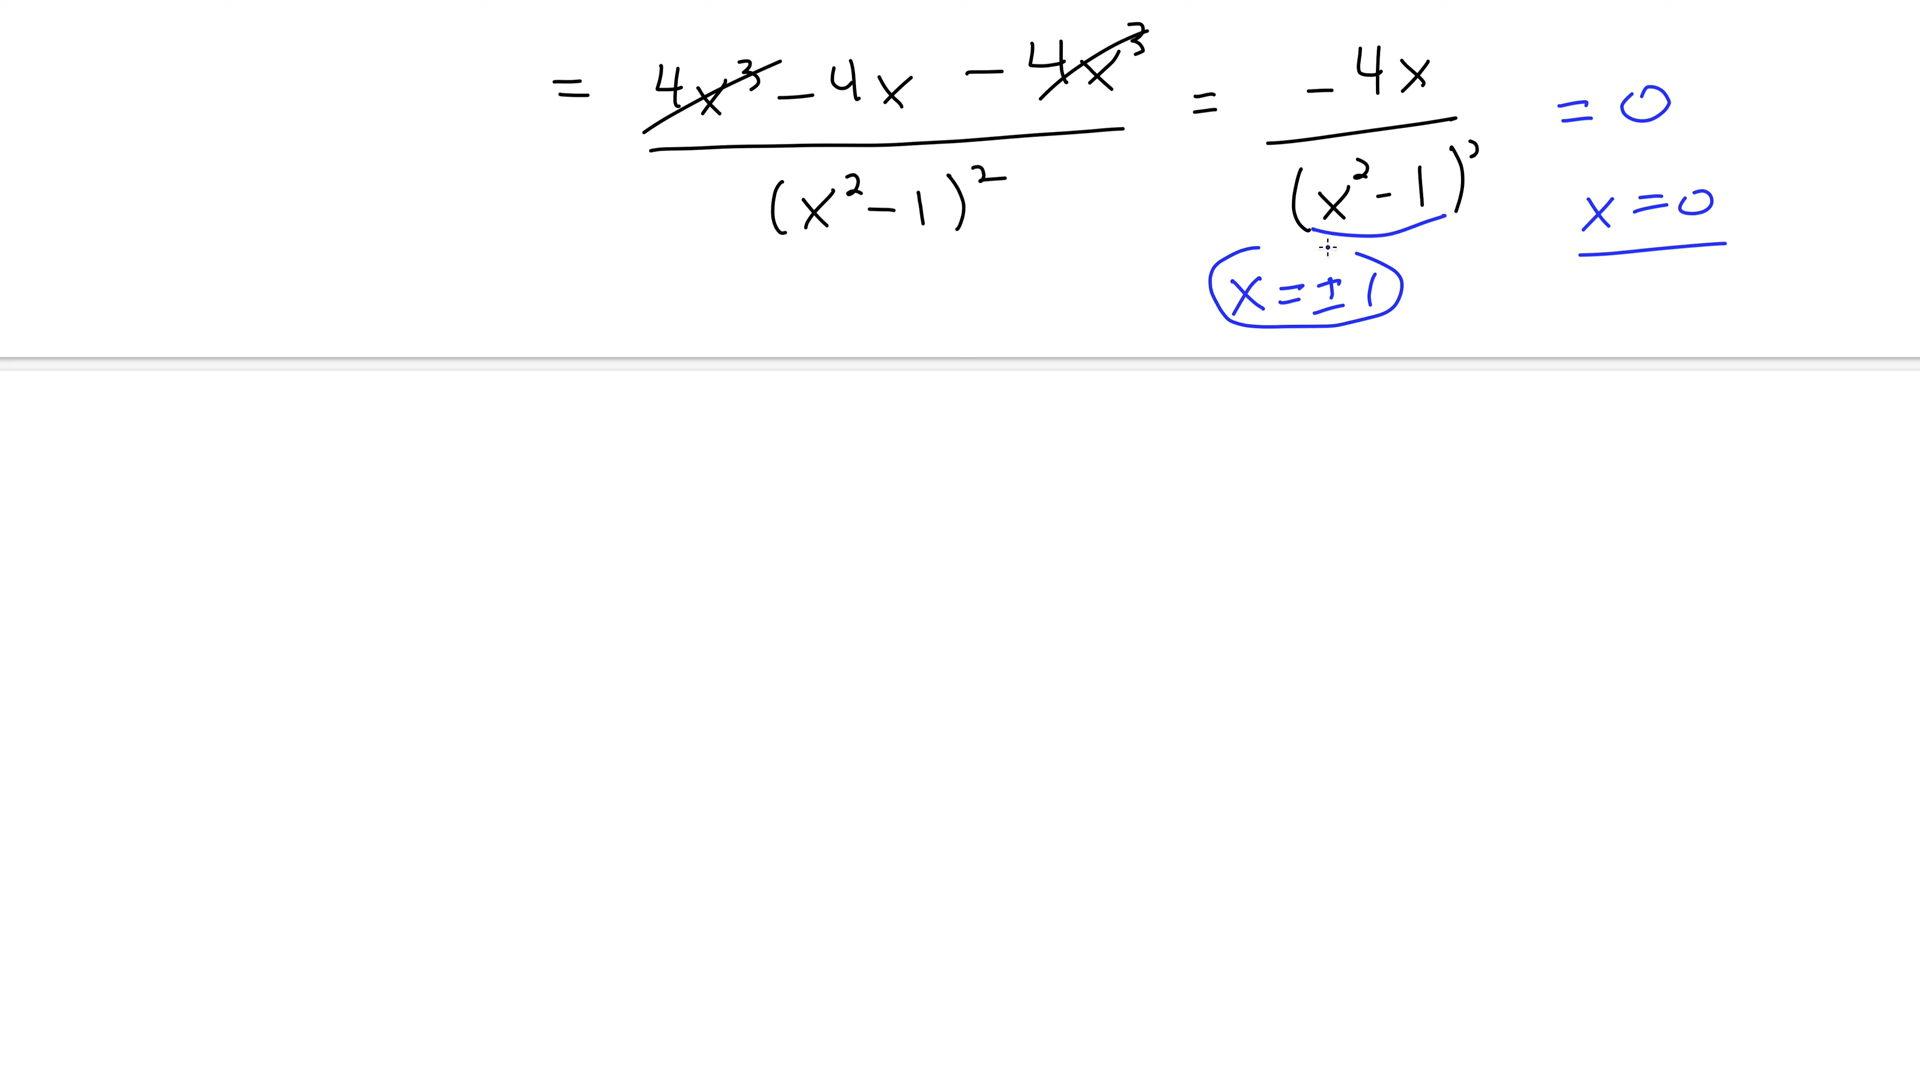 = (4x³ - 4x - 4x³) / (x² - 1)² = -4x / (x² - 1)² = 0
x = 0
x = ± 1